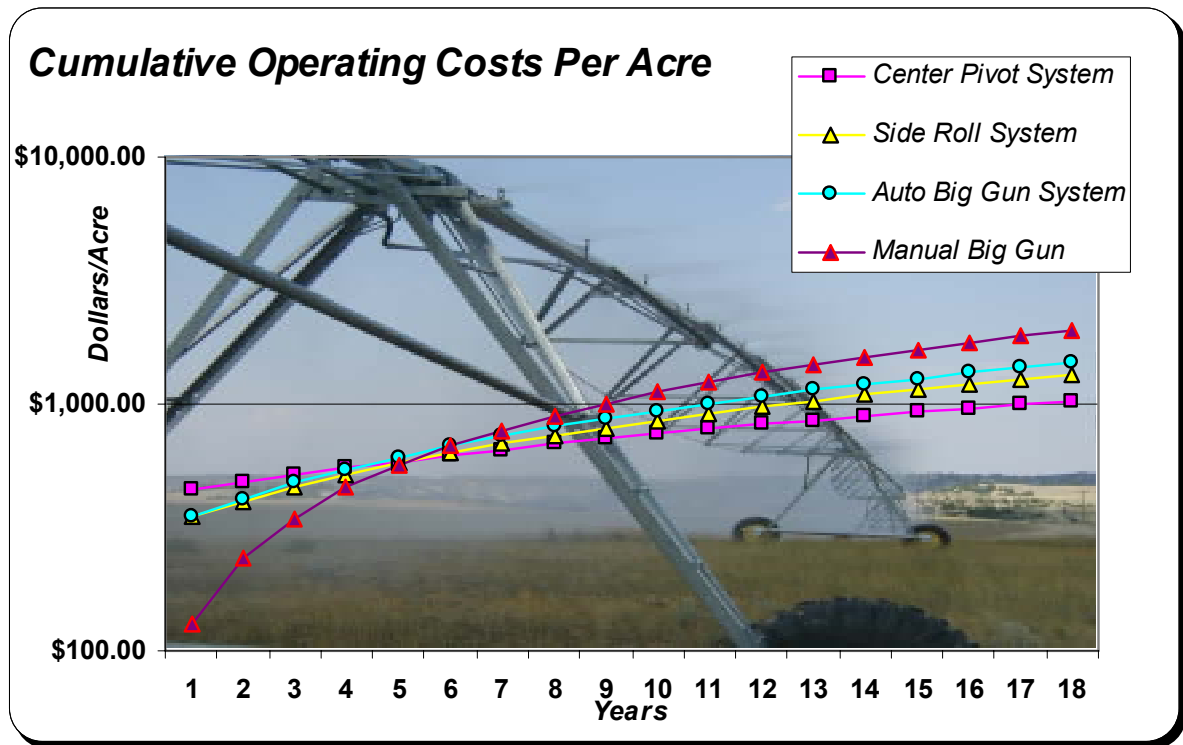 Cumulative Operating Costs Per Acre
Center Pivot System
Side Roll System
Auto Big Gun System
Manual Big Gun
$10,000.00
$1,000.00
$100.00
Dollars/Acre
1 2 3 4 5 6 7 8 9 10 11 12 13 14 15 16 17 18
Years